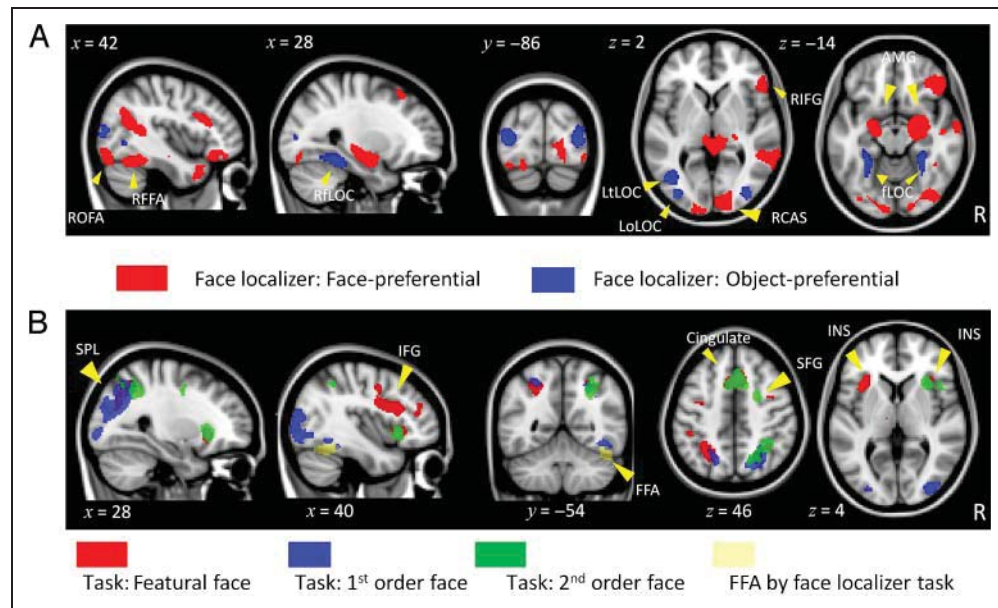 A
x = 42
x = 28
y = −86
z = 2
z = −14
AMG
RIFG
RFFA
RfLOC
LtLOC
fLOC
ROFA
LoLOC
RCAS
R
Face localizer: Face-preferential
Face localizer: Object-preferential
B
SPL
IFG
Cingulate
SFG
INS
INS
FFA
x = 28
x = 40
y = −54
z = 46
z = 4
R
Task: Featural face
Task: 1st order face
Task: 2nd order face
FFA by face localizer task